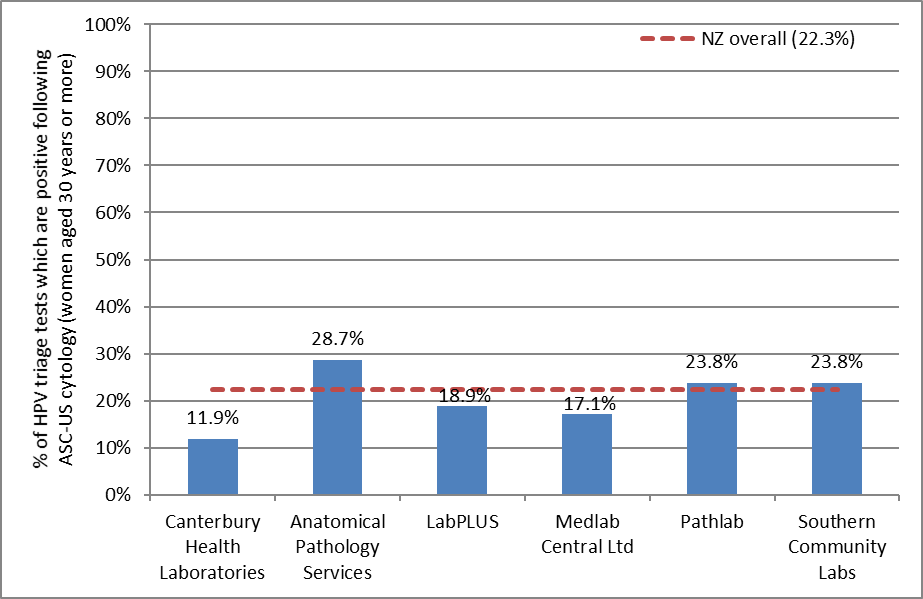 % of HPV triage tests which are positive following
ASC-US cytology (women aged 30 years or more)
100%
90%
80%
70%
60%
50%
40%
30%
20%
10%
0%
NZ overall (22.3%)
11.9%
28.7%
18.9%
17.1%
23.8%
23.8%
Canterbury
Health
Laboratories
Anatomical
Pathology
Services
LabPLUS
Medlab
Central Ltd
Pathlab
Southern
Community
Labs